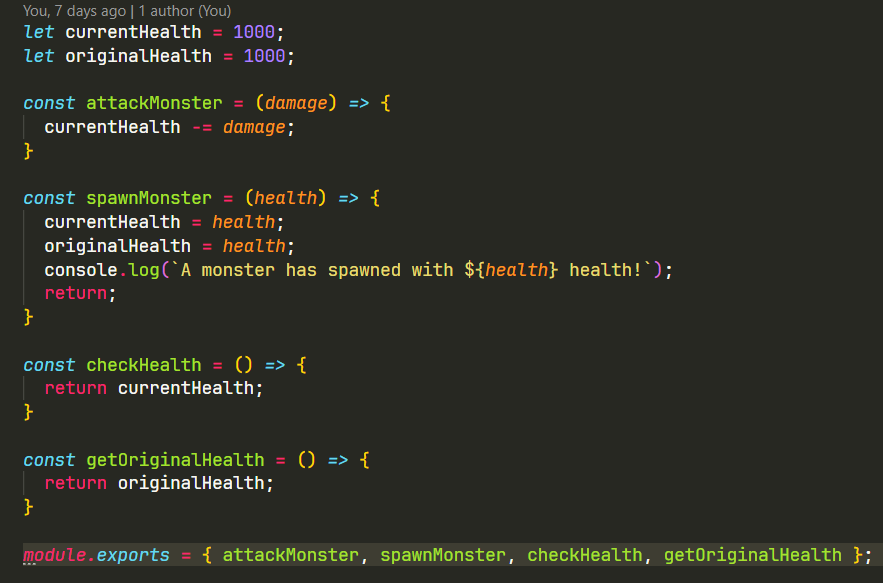 You, 7 days ago | 1 author (You)
let currentHealth = 1000;
let originalHealth = 1000;
const attackMonster = (damage) => {
  currentHealth -= damage;
}
const spawnMonster = (health) => {
  currentHealth = health;
  originalHealth = health;
  console.log(`A monster has spawned with ${health} health!`);
  return;
}
const checkHealth = () => {
  return currentHealth;
}
const getOriginalHealth = () => {
  return originalHealth;
}
module.exports = { attackMonster, spawnMonster, checkHealth, getOriginalHealth };